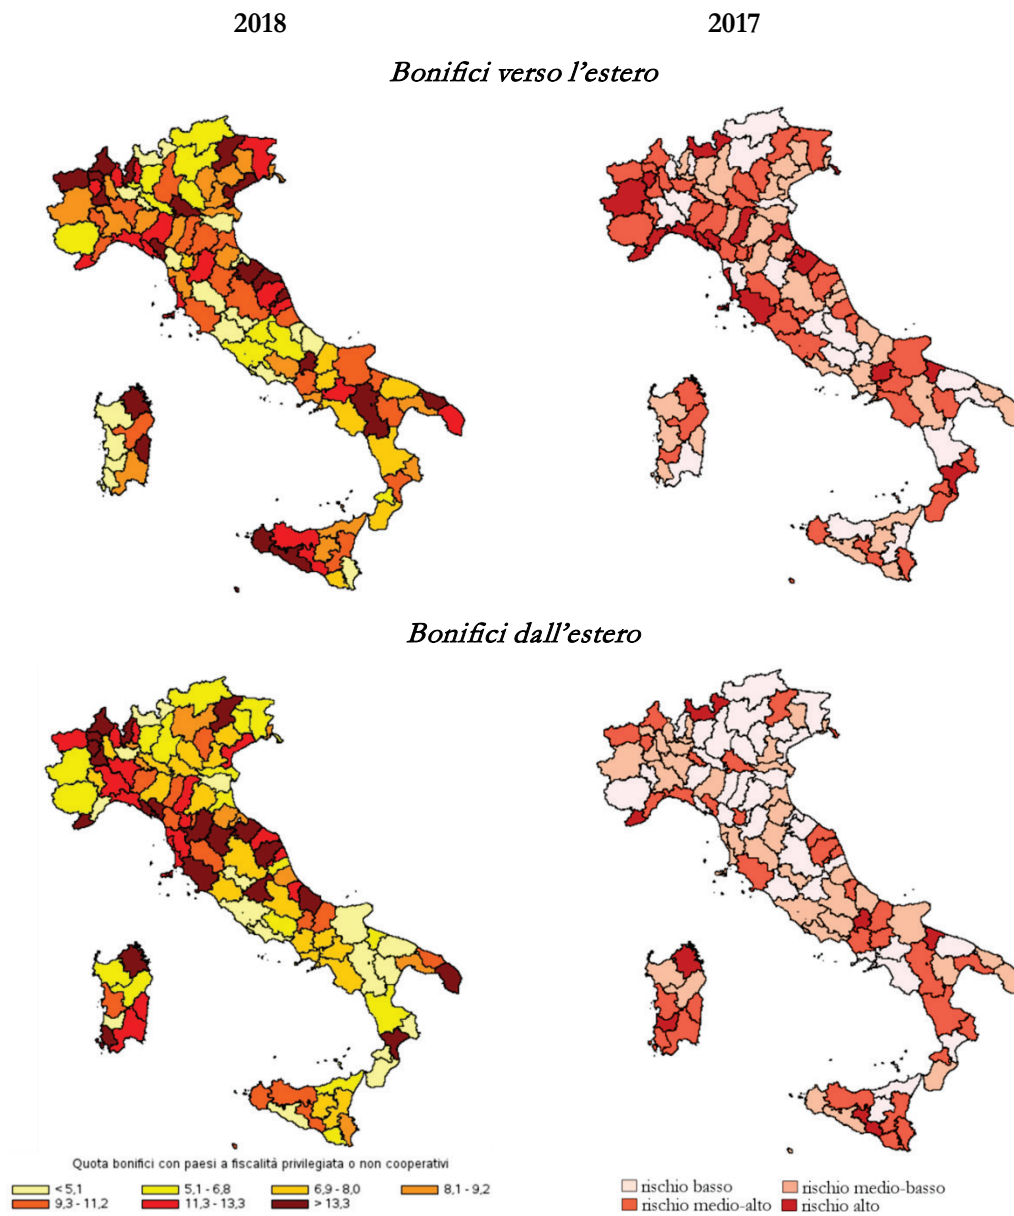 2018 2017
Bonifici verso l'estero
Bonifici dall'estero
Quota bonifici con paesi a fiscalità privilegiata o non cooperativi
< 5,1 5,1 - 6,8 6,9 - 8,0 8,1 - 9,2
9,3 - 11,2 11,3 - 13,3 > 13,3
rischio basso rischio medio-basso
rischio medio-alto rischio alto